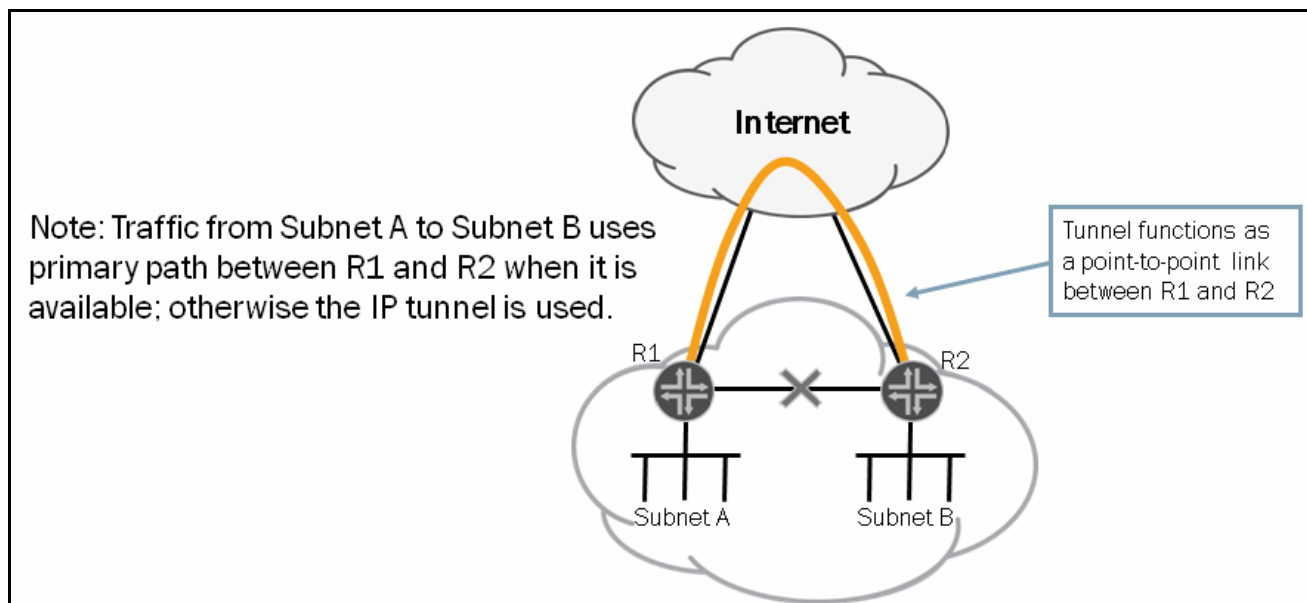 Internet
Note: Traffic from Subnet A to Subnet B uses
primary path between R1 and R2 when it is
available; otherwise the IP tunnel is used.
Tunnel functions as
a point-to-point link
between R1 and R2
R1
R2
Subnet A
Subnet B